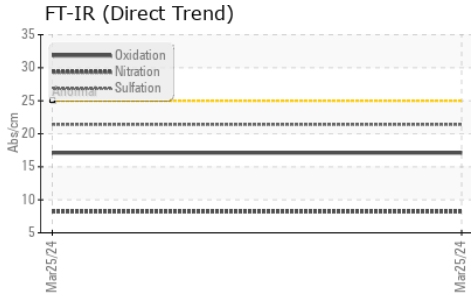 FT-IR (Direct Trend)
35
30
25
20
15
10
5
Abs/cm
Oxidation
Nitration
Sulfation
Abnormal
Mar25/24
Mar25/24